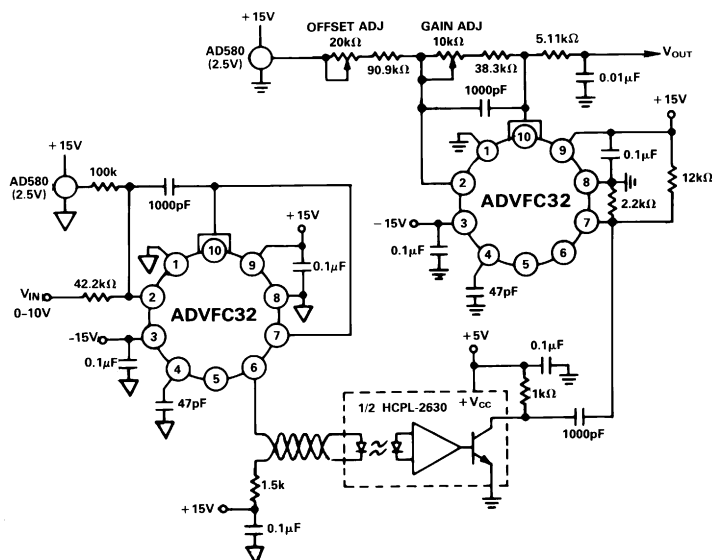 +15V
AD580
(2.5V)
OFFSET ADJ
20kΩ
90.9kΩ
GAIN ADJ
10kΩ
38.3kΩ
5.11kΩ
VOUT
0.01μF
1000pF
+15V
10
1
9
0.1μF
2
8
12kΩ
ADVFC32
2.2kΩ
-15V
3
7
0.1μF
4
6
5
47pF
+15V
AD580
(2.5V)
100k
1000pF
+15V
10
1
9
0.1μF
VIN
0–10V
42.2kΩ
2
8
ADVFC32
-15V
3
7
0.1μF
4
6
5
47pF
+5V
0.1μF
1kΩ
+VCC
1/2 HCPL-2630
1000pF
1.5k
+15V
0.1μF